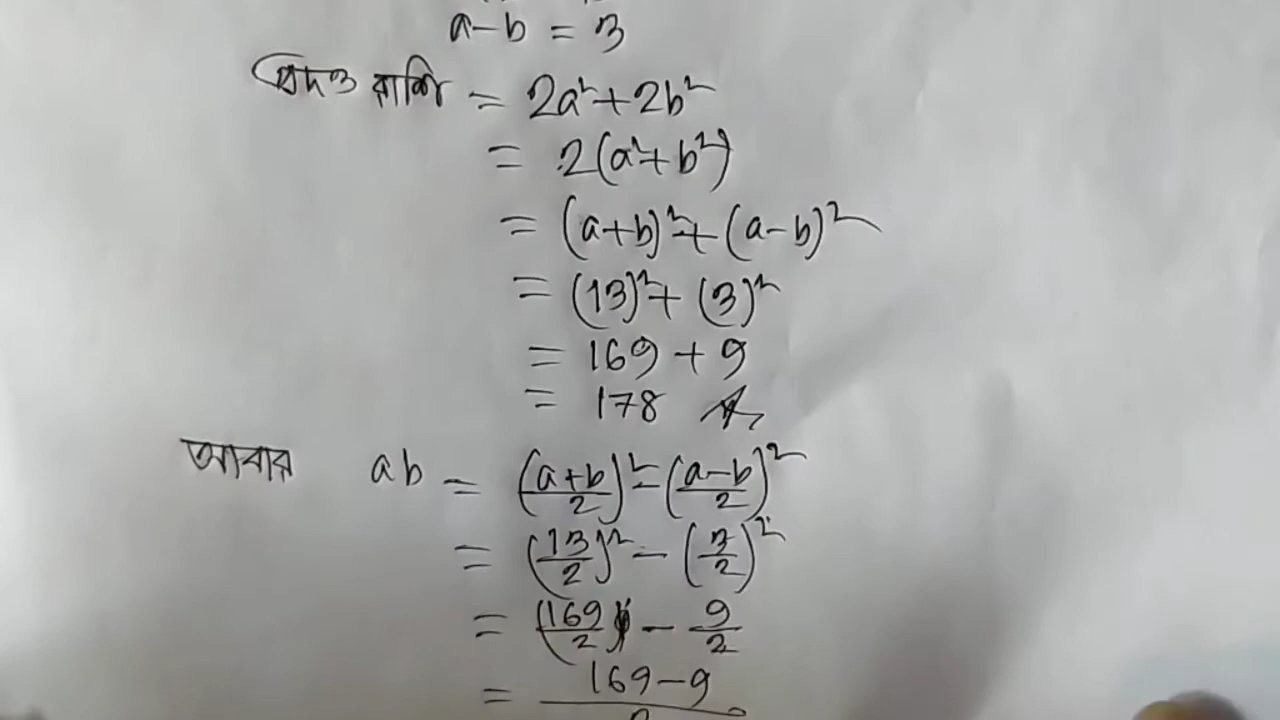 a-b = 3
প্রদত্ত রাশি = 2a²+2b²
= 2(a²+b²)
= (a+b)²+(a-b)²
= (13)²+(3)²
= 169+9
= 178
আবার ab = (a+b/2)²-(a-b/2)²
= (13/2)²-(3/2)²
= (169/2)-9/2
= 169-9